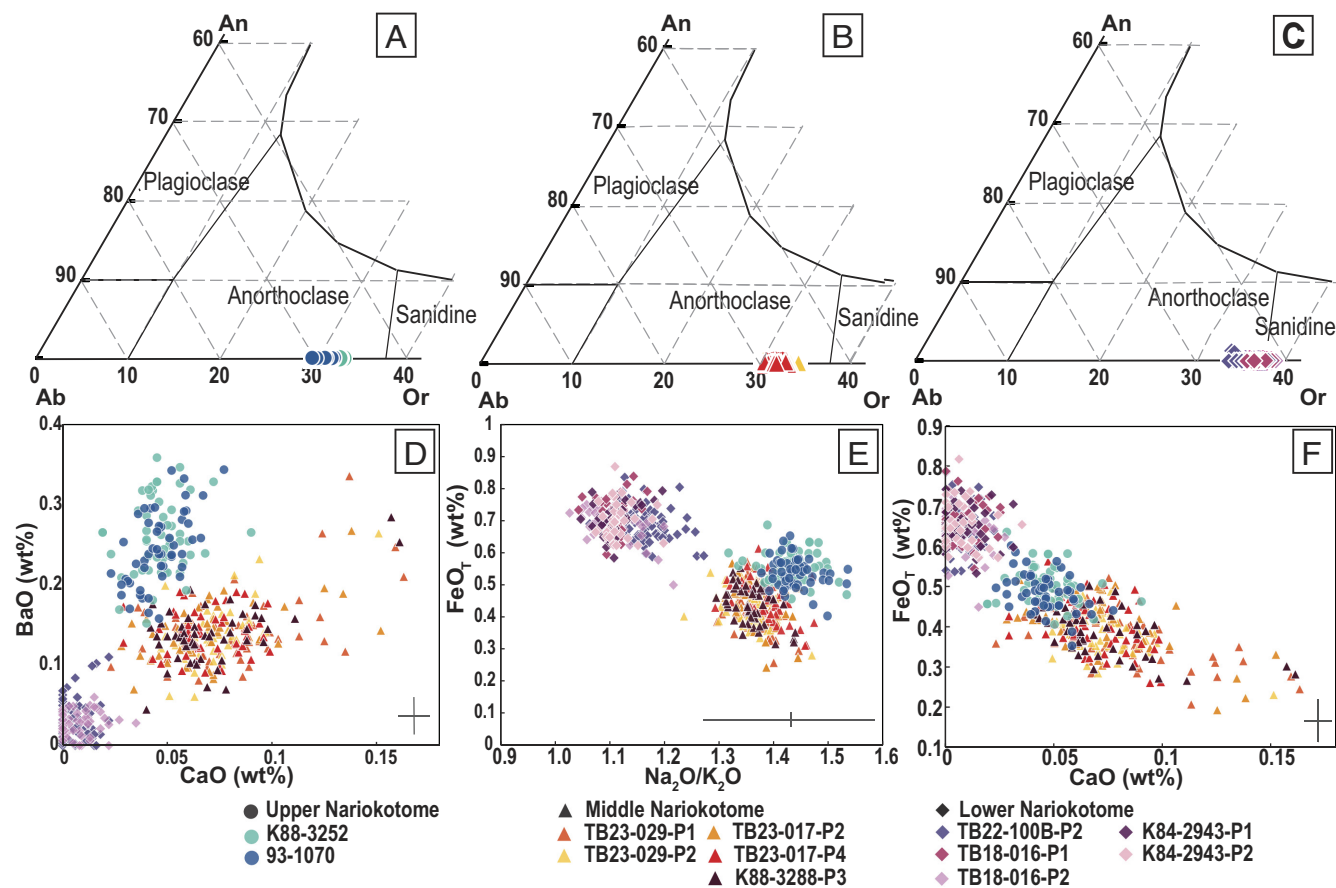 An
60
A
70
Plagioclase
80
90
Anorthoclase
Sanidine
0
10
30
40
Ab
Or
An
60
B
70
Plagioclase
80
90
Anorthoclase
Sanidine
0
10
20
30
40
Ab
Or
An
60
C
70
Plagioclase
80
90
Anorthoclase
Sanidine
0
10
20
30
40
Ab
Or
D
0.4
0.3
0.2
0.1
0
BaO (wt%)
0 0.05 0.1 0.15
CaO (wt%)
E
1
0.9
0.8
0.7
0.6
0.5
0.4
0.3
0.2
0.1
0
FeOT (wt%)
0.9 1.0 1.1 1.2 1.3 1.4 1.5 1.6
Na2O/K2O
F
0.9
0.8
0.7
0.6
0.5
0.4
0.3
0.2
0.1
FeOT (wt%)
0 0.05 0.1 0.15
CaO (wt%)
Upper Nariokotome
K88-3252
93-1070
Middle Nariokotome
TB23-029-P1 TB23-017-P2
TB23-029-P2 TB23-017-P4
K88-3288-P3
Lower Nariokotome
TB22-100B-P2 K84-2943-P1
TB18-016-P1 K84-2943-P2
TB18-016-P2